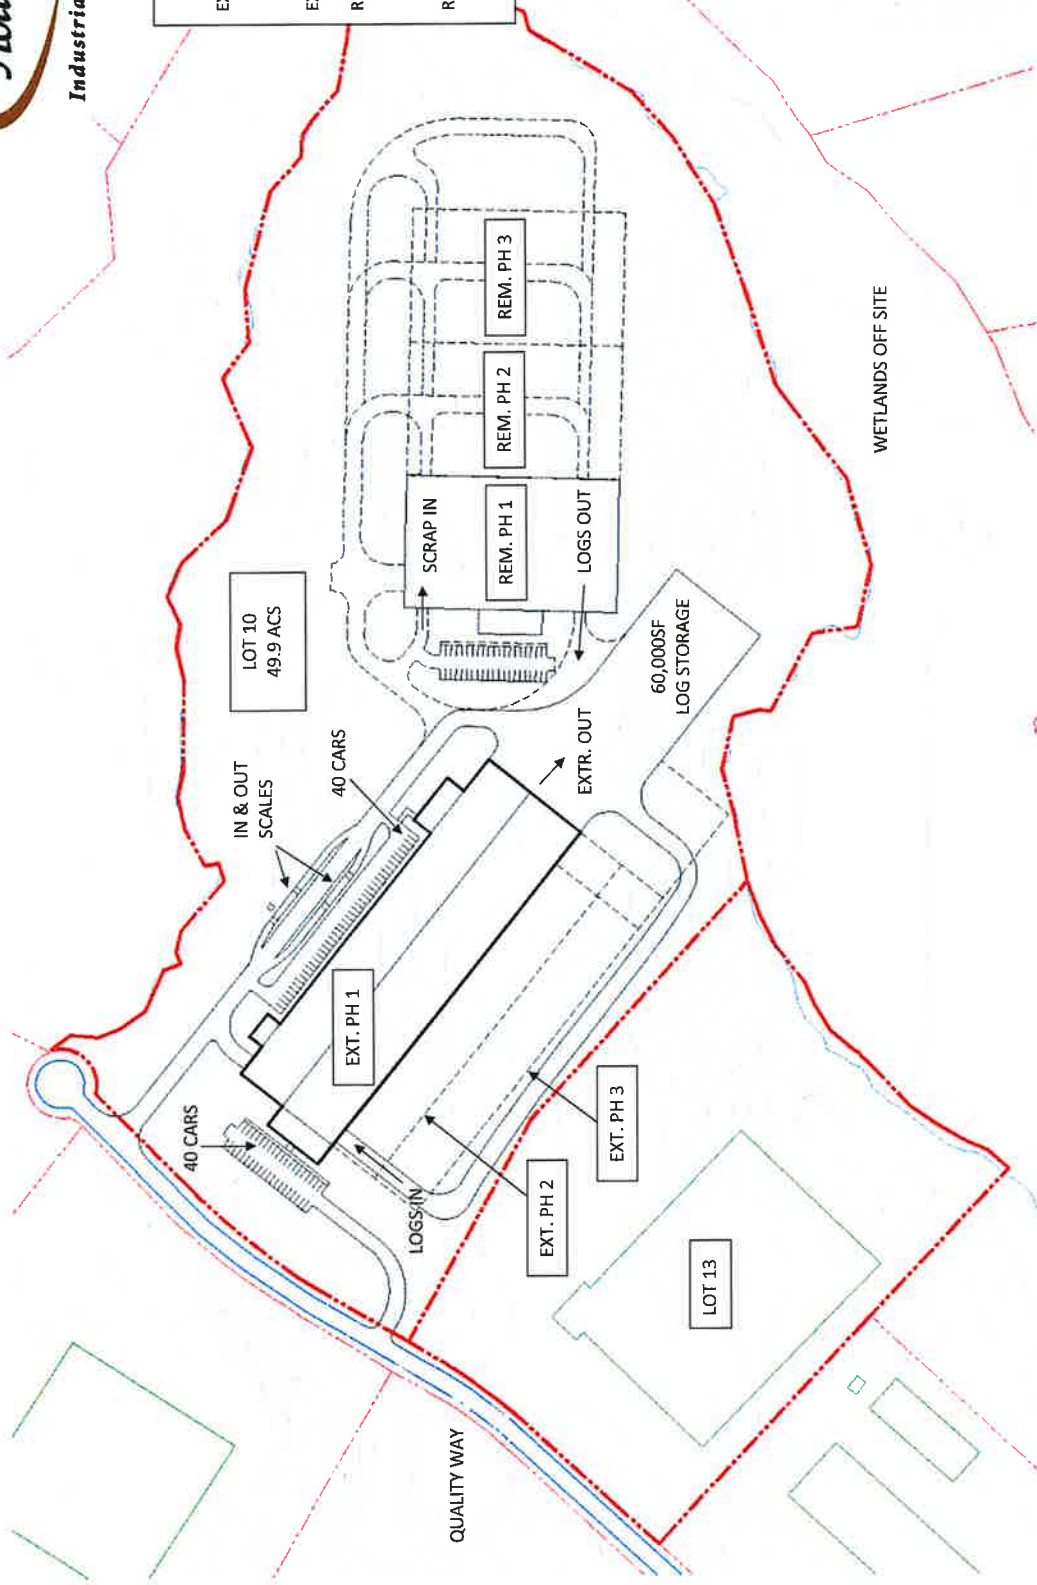 Industria
EX
EX
R
R
LOT 10
49.9 ACS
IN & OUT
SCALES
40 CARS
40 CARS
EXT. PH 1
LOGS IN
EXTR. OUT
SCRAP IN
REM. PH 1
REM. PH 2
REM. PH 3
LOGS OUT
60,000SF
LOG STORAGE
EXT. PH 2
EXT. PH 3
LOT 13
QUALITY WAY
WETLANDS OFF SITE